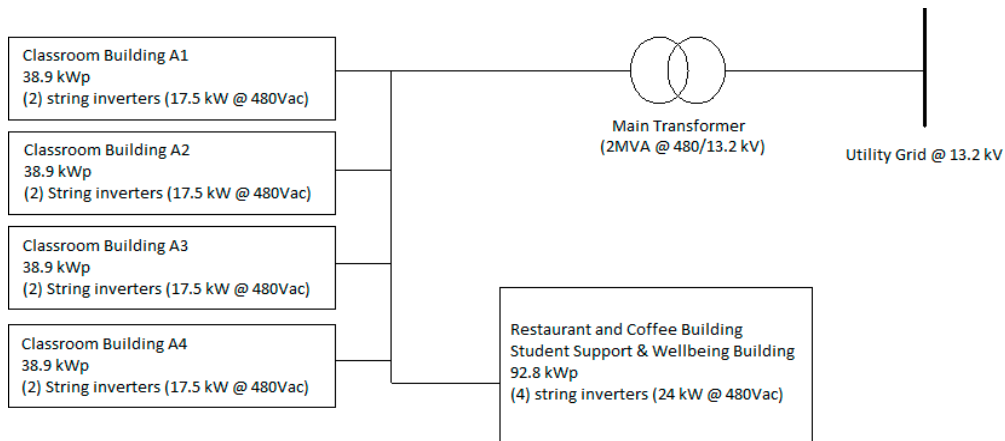 Classroom Building A1
38.9 kWp
(2) string inverters (17.5 kW @ 480Vac)
Classroom Building A2
38.9 kWp
(2) String inverters (17.5 kW @ 480Vac)
Classroom Building A3
38.9 kWp
(2) String inverters (17.5 kW @ 480Vac)
Classroom Building A4
38.9 kWp
(2) String inverters (17.5 kW @ 480Vac)
Main Transformer
(2MVA @ 480/13.2 kV)
Utility Grid @ 13.2 kV
Restaurant and Coffee Building
Student Support & Wellbeing Building
92.8 kWp
(4) string inverters (24 kW @ 480Vac)